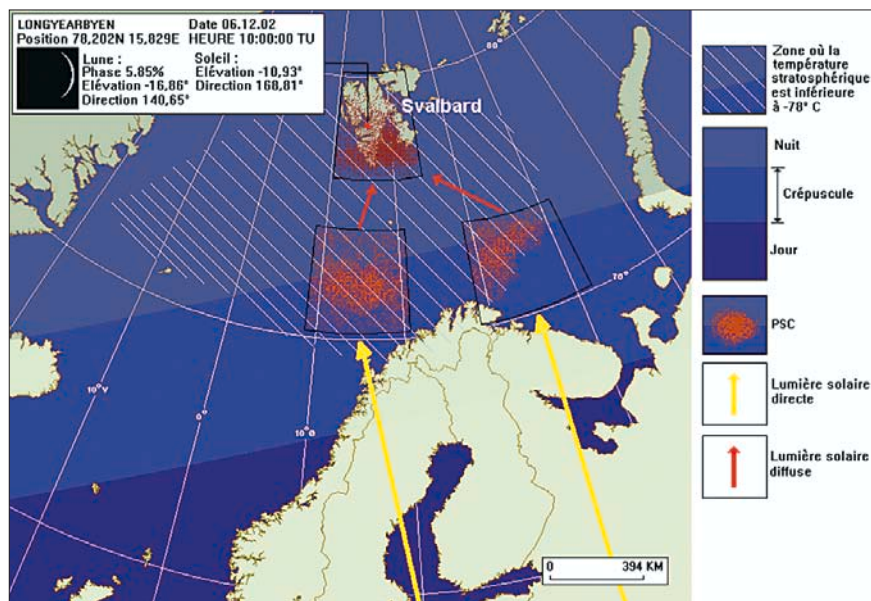 LONGYEARBYEN Date 06.12.02
Position 78,202N 15,829E HEURE 10:00:00 TU
Lune : Soleil :
Phase 5.85% Elévation -10,93°
Elévation -16,86° Direction 168,81°
Direction 140,65°
80°
Svalbard
70°
10°V
0°
10°0
0 394 KM
Zone où la
température
stratosphérique
est inférieure
à -78° C
Nuit
Crépuscule
Jour
PSC
Lumière solaire
directe
Lumière solaire
diffuse